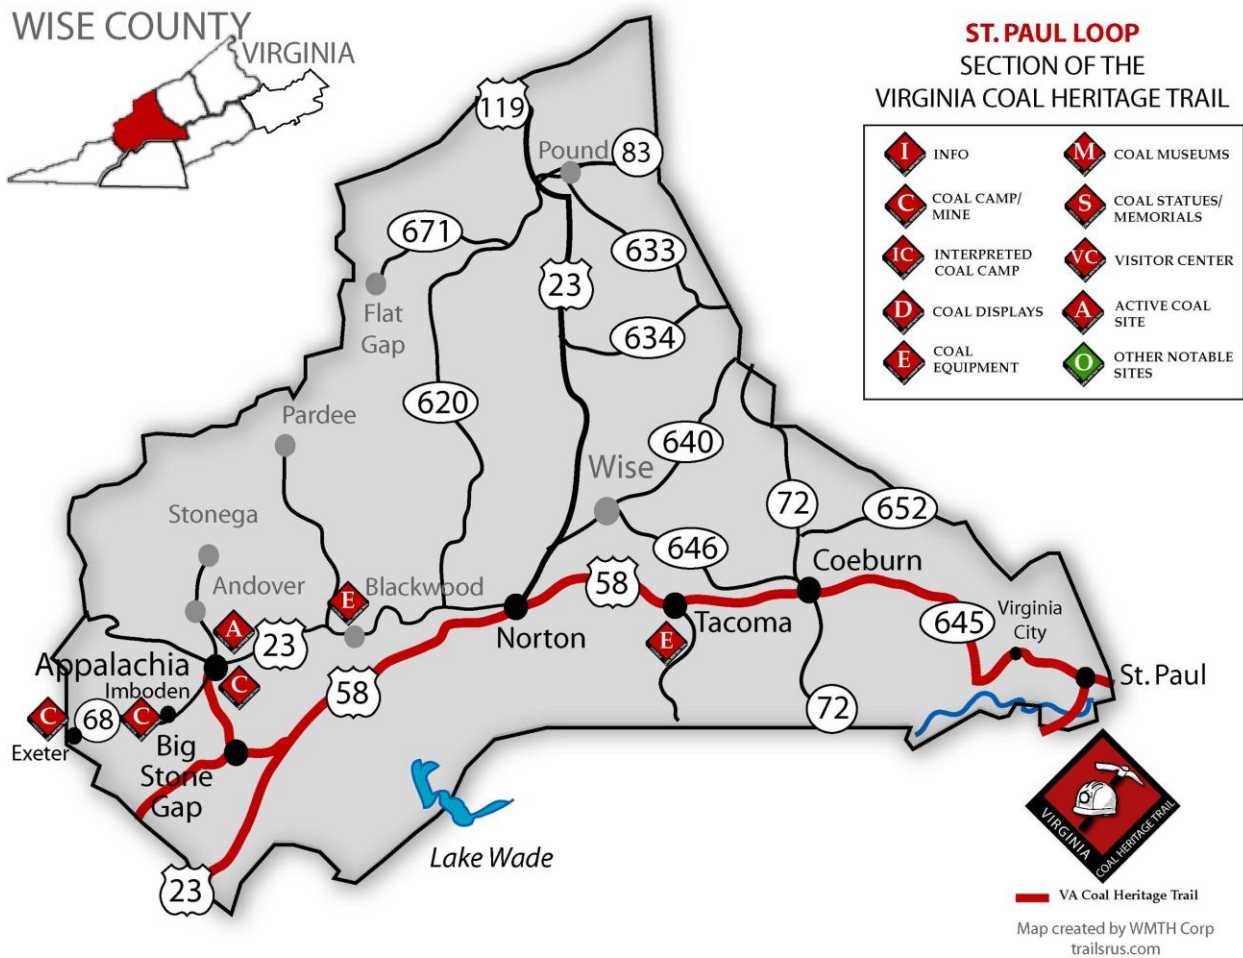 WISE COUNTY
VIRGINIA
ST. PAUL LOOP
SECTION OF THE
VIRGINIA COAL HERITAGE TRAIL
I INFO
M COAL MUSEUMS
C COAL CAMP/
MINE
S COAL STATUES/
MEMORIALS
IC INTERPRETED
COAL CAMP
VC VISITOR CENTER
D COAL DISPLAYS
A ACTIVE COAL
SITE
E COAL
EQUIPMENT
O OTHER NOTABLE
SITES
119
Pound
83
671
633
23
Flat
Gap
634
620
Pardee
640
Wise
Stonega
72
652
646
Coeburn
Andover
E
Blackwood
58
Virginia
City
A
23
Norton
Tacoma
645
E
Appalachia
C
St. Paul
Imboden
58
C
68
C
72
Exeter
Big
Stone
Gap
Lake Wade
23
VIRGINIA
COAL HERITAGE TRAIL
VA Coal Heritage Trail
Map created by WMTH Corp
trailsrus.com